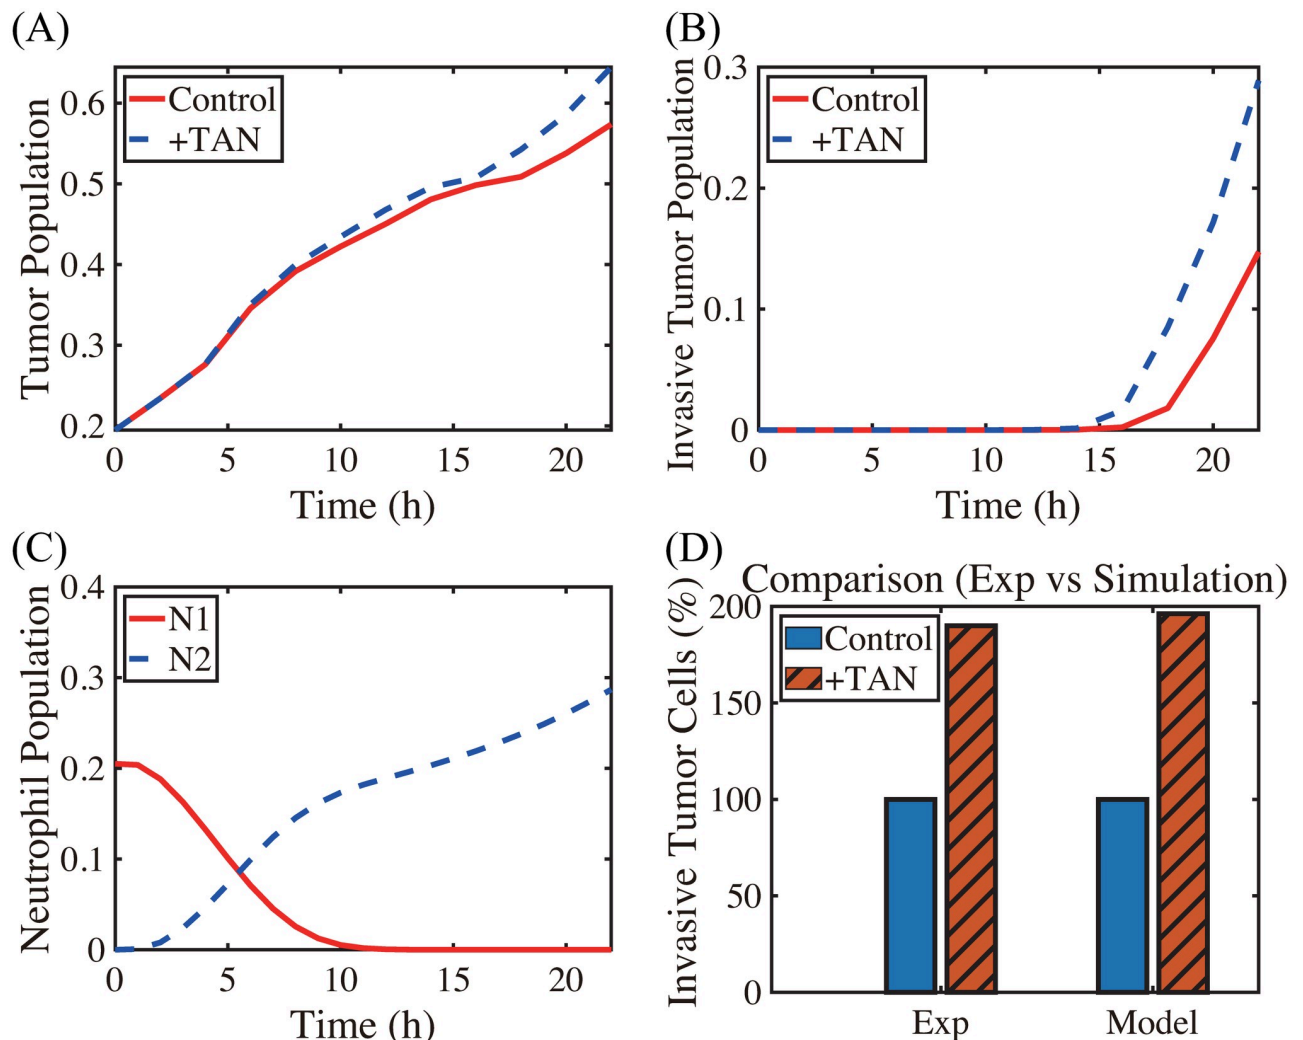 (A)
Tumor Population
0.6
0.5
0.4
0.3
0.2
Control
+TAN
0 5 10 15 20
Time (h)
(B)
Invasive Tumor Population
0.3
0.2
0.1
0
Control
+TAN
0 5 10 15 20
Time (h)
(C)
Neutrophil Population
0.4
0.3
0.2
0.1
0
N1
N2
0 5 10 15 20
Time (h)
(D)
Comparison (Exp vs Simulation)
Invasive Tumor Cells (%)
200
150
100
50
0
Control
+TAN
Exp Model